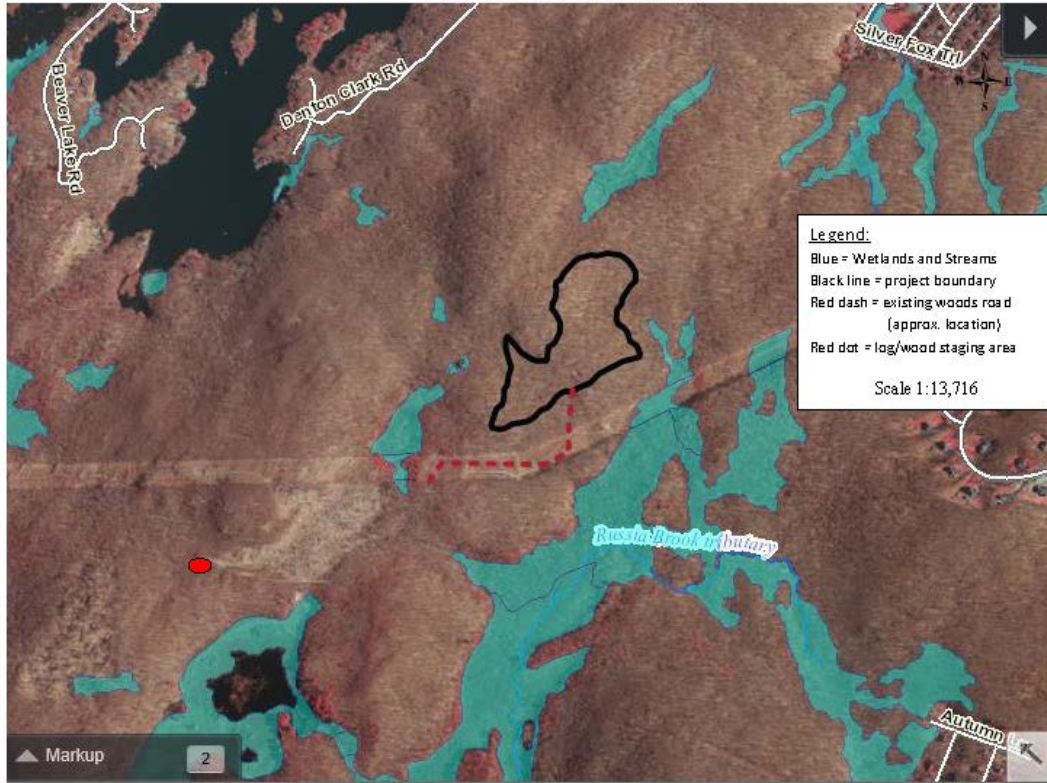 Silver Fox Trl
N
W E
S
Beaver Lake Rd
Danton Clark Rd
Legend:
Blue = Wetlands and Streams
Black line = project boundary
Red dash = existing woods road
(approx. location)
Red dot = log/wood staging area
Scale 1:13,716
Russia Brook tributary
Autumn
Markup
2